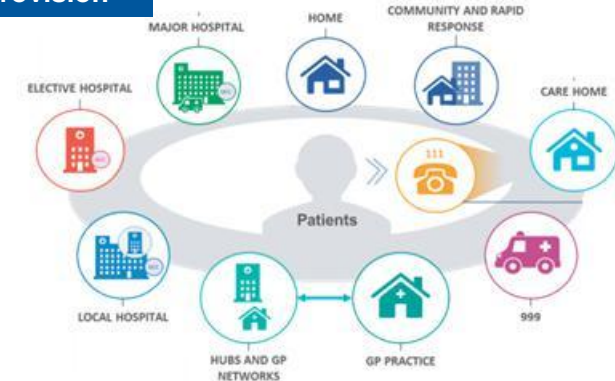 MAJOR HOSPITAL
HOME
COMMUNITY AND RAPID
RESPONSE
ELECTIVE HOSPITAL
CARE HOME
111
Patients
LOCAL HOSPITAL
999
HUBS AND GP
NETWORKS
GP PRACTICE